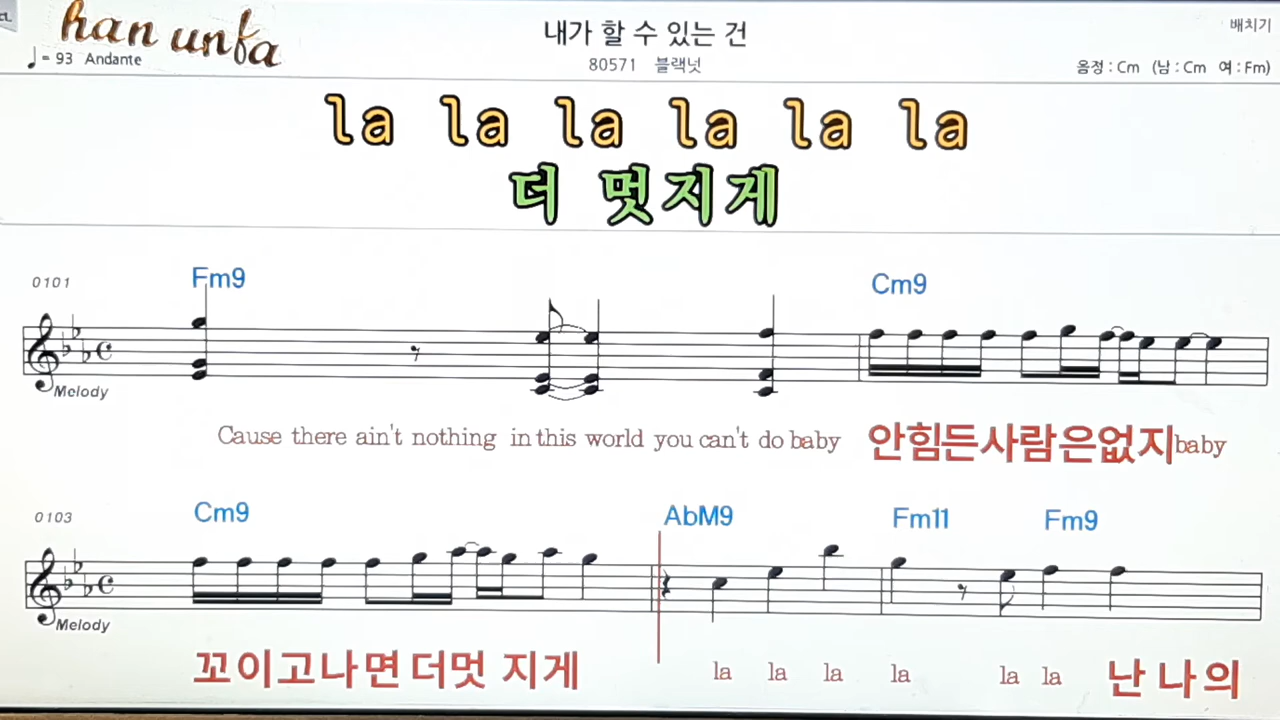 han unfa
♩= 93 Andante
내가 할 수 있는 건
80571 블랙넛
배치기
음정 : Cm (남 : Cm 여 : Fm)
la la la la la la
더 멋지게
0101 Fm9 Cm9
Melody
Cause there ain't nothing in this world you can't do baby 안힘든사람은없지baby
0103 Cm9 AbM9 Fm11 Fm9
Melody
꼬이고나면더멋 지게 la la la la la la 난 나의